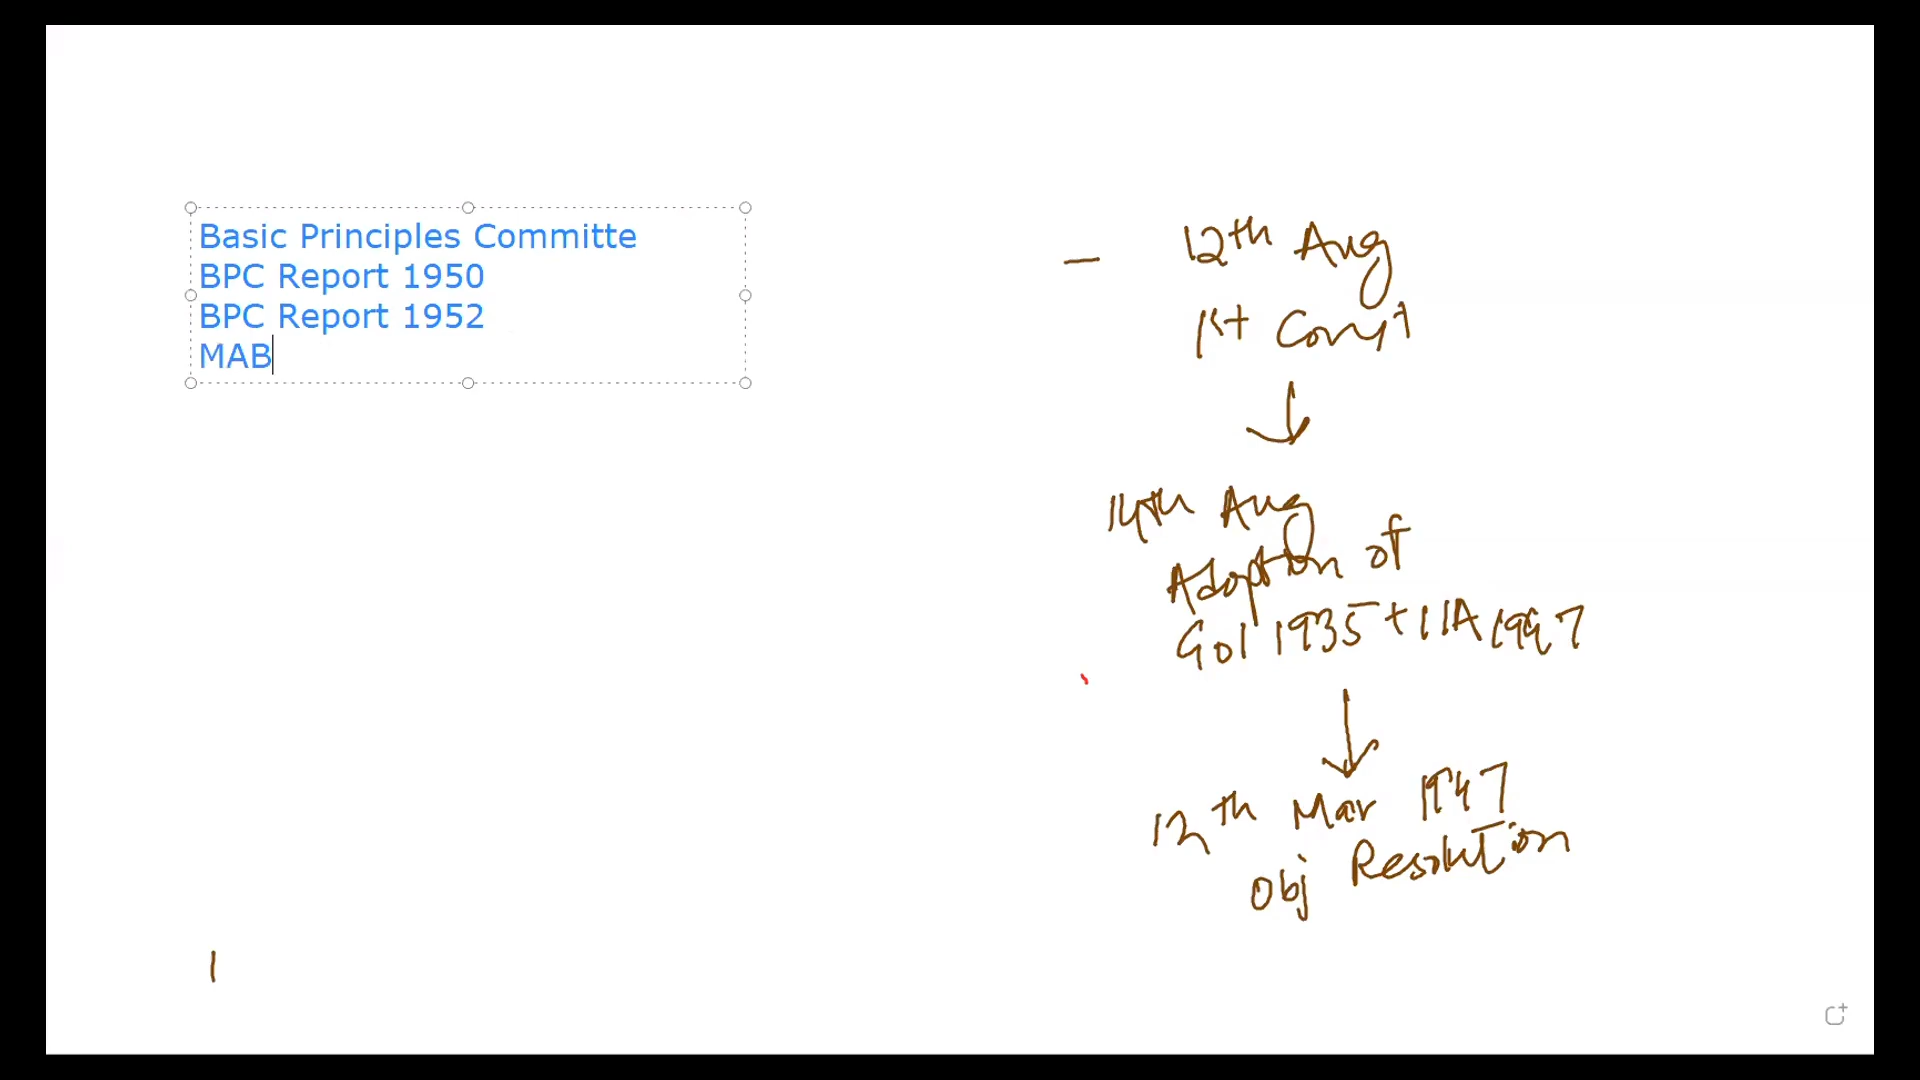 Basic Principles Committe
BPC Report 1950
BPC Report 1952
MAB
- 12th Aug
1st Const
14th Aug
Adoption of
GoI 1935 + IIA 1947
12th Mar 1947
Obj Resolution
1